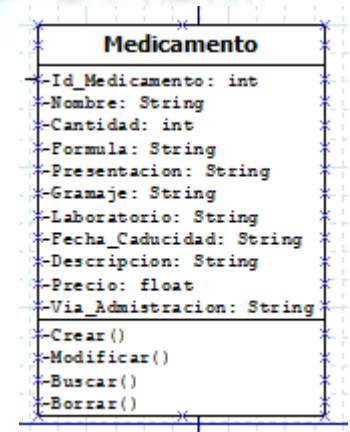 Medicamento
-Id_Medicamento: int
-Nombre: String
-Cantidad: int
-Formula: String
-Presentacion: String
-Gramaje: String
-Laboratorio: String
-Fecha_Caducidad: String
-Descripcion: String
-Precio: float
-Via_Admistracion: String
-Crear()
-Modificar()
-Buscar()
-Borrar()